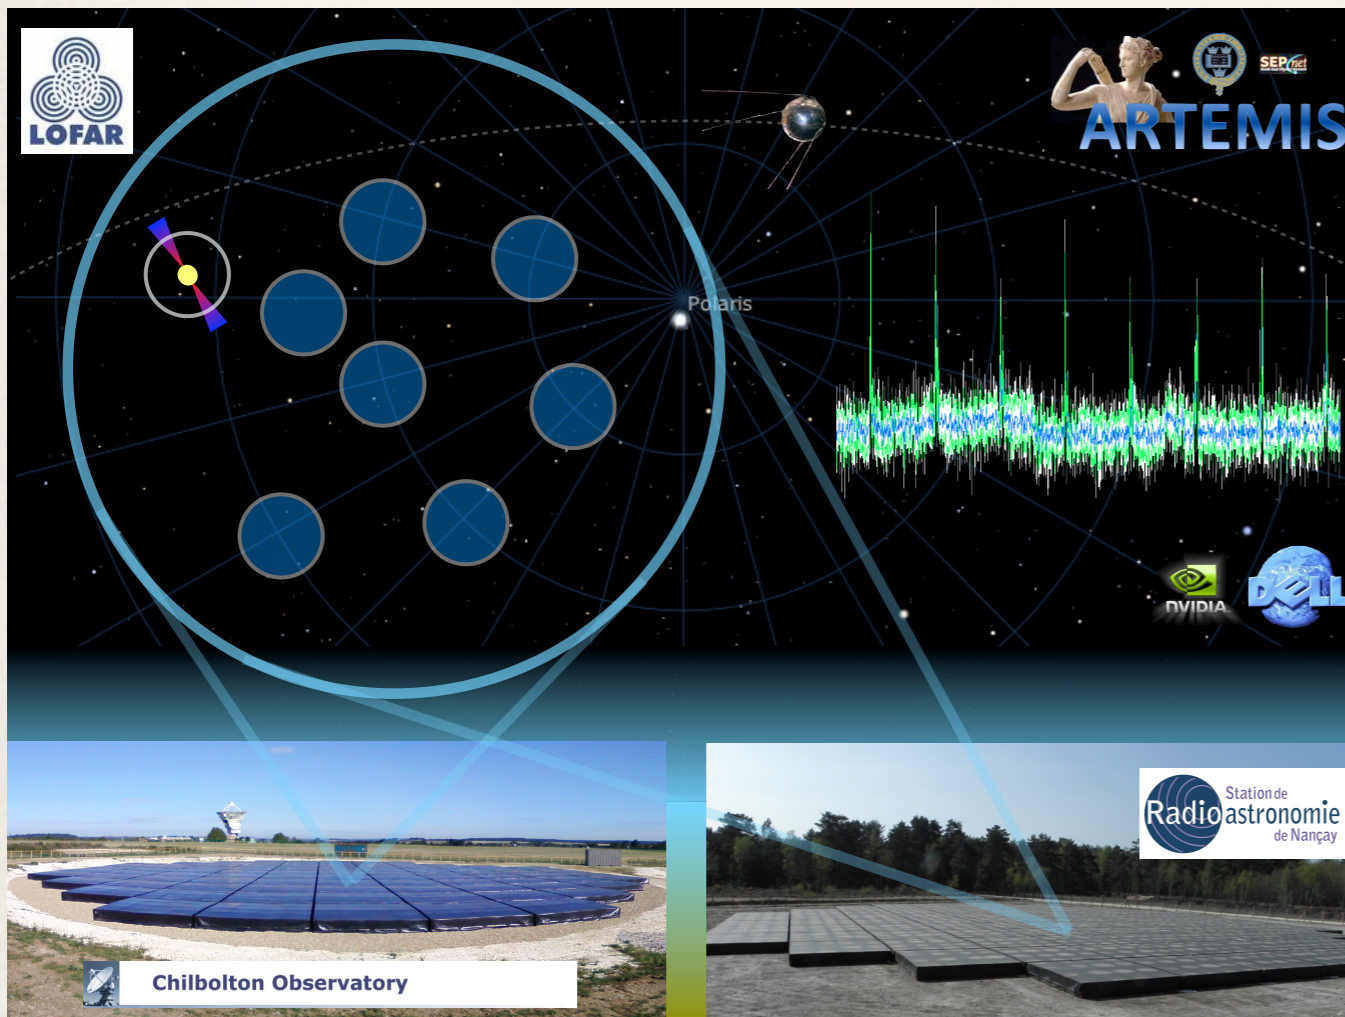 LOFAR
SEPnet
ARTEMIS
Polaris
NVIDIA
DELL
Station de
Radioastronomie
de Nançay
Chilbolton Observatory